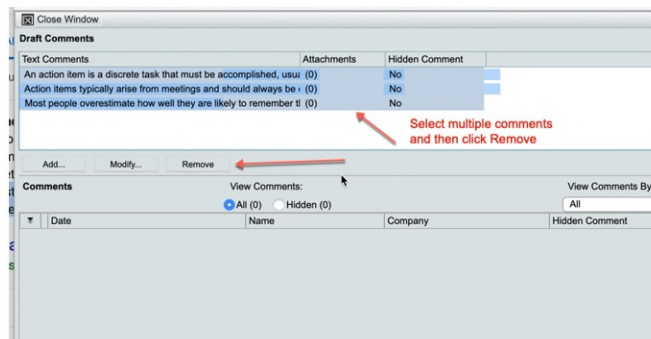 Close Window
Draft Comments
Text Comments Attachments Hidden Comment
An action item is a discrete task that must be accomplished, usu (0) No
Action items typically arise from meetings and should always be (0) No
Most people overestimate how well they are likely to remember (0) No
Select multiple comments
and then click Remove
Add... Modify... Remove
Comments View Comments: View Comments By
All (0) Hidden (0) All
Date Name Company Hidden Comment